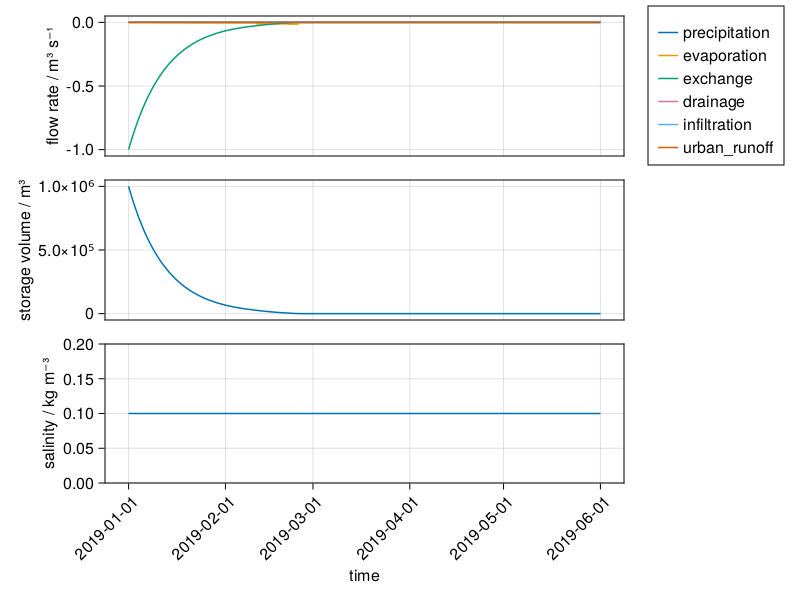 flow rate / m³ s⁻¹
0.0
-0.5
-1.0
precipitation
evaporation
exchange
drainage
infiltration
urban_runoff
storage volume / m³
1.0×10⁶
5.0×10⁵
0
salinity / kg m⁻³
0.20
0.15
0.10
0.05
0.00
2019-01-01
2019-02-01
2019-03-01
2019-04-01
2019-05-01
2019-06-01
time